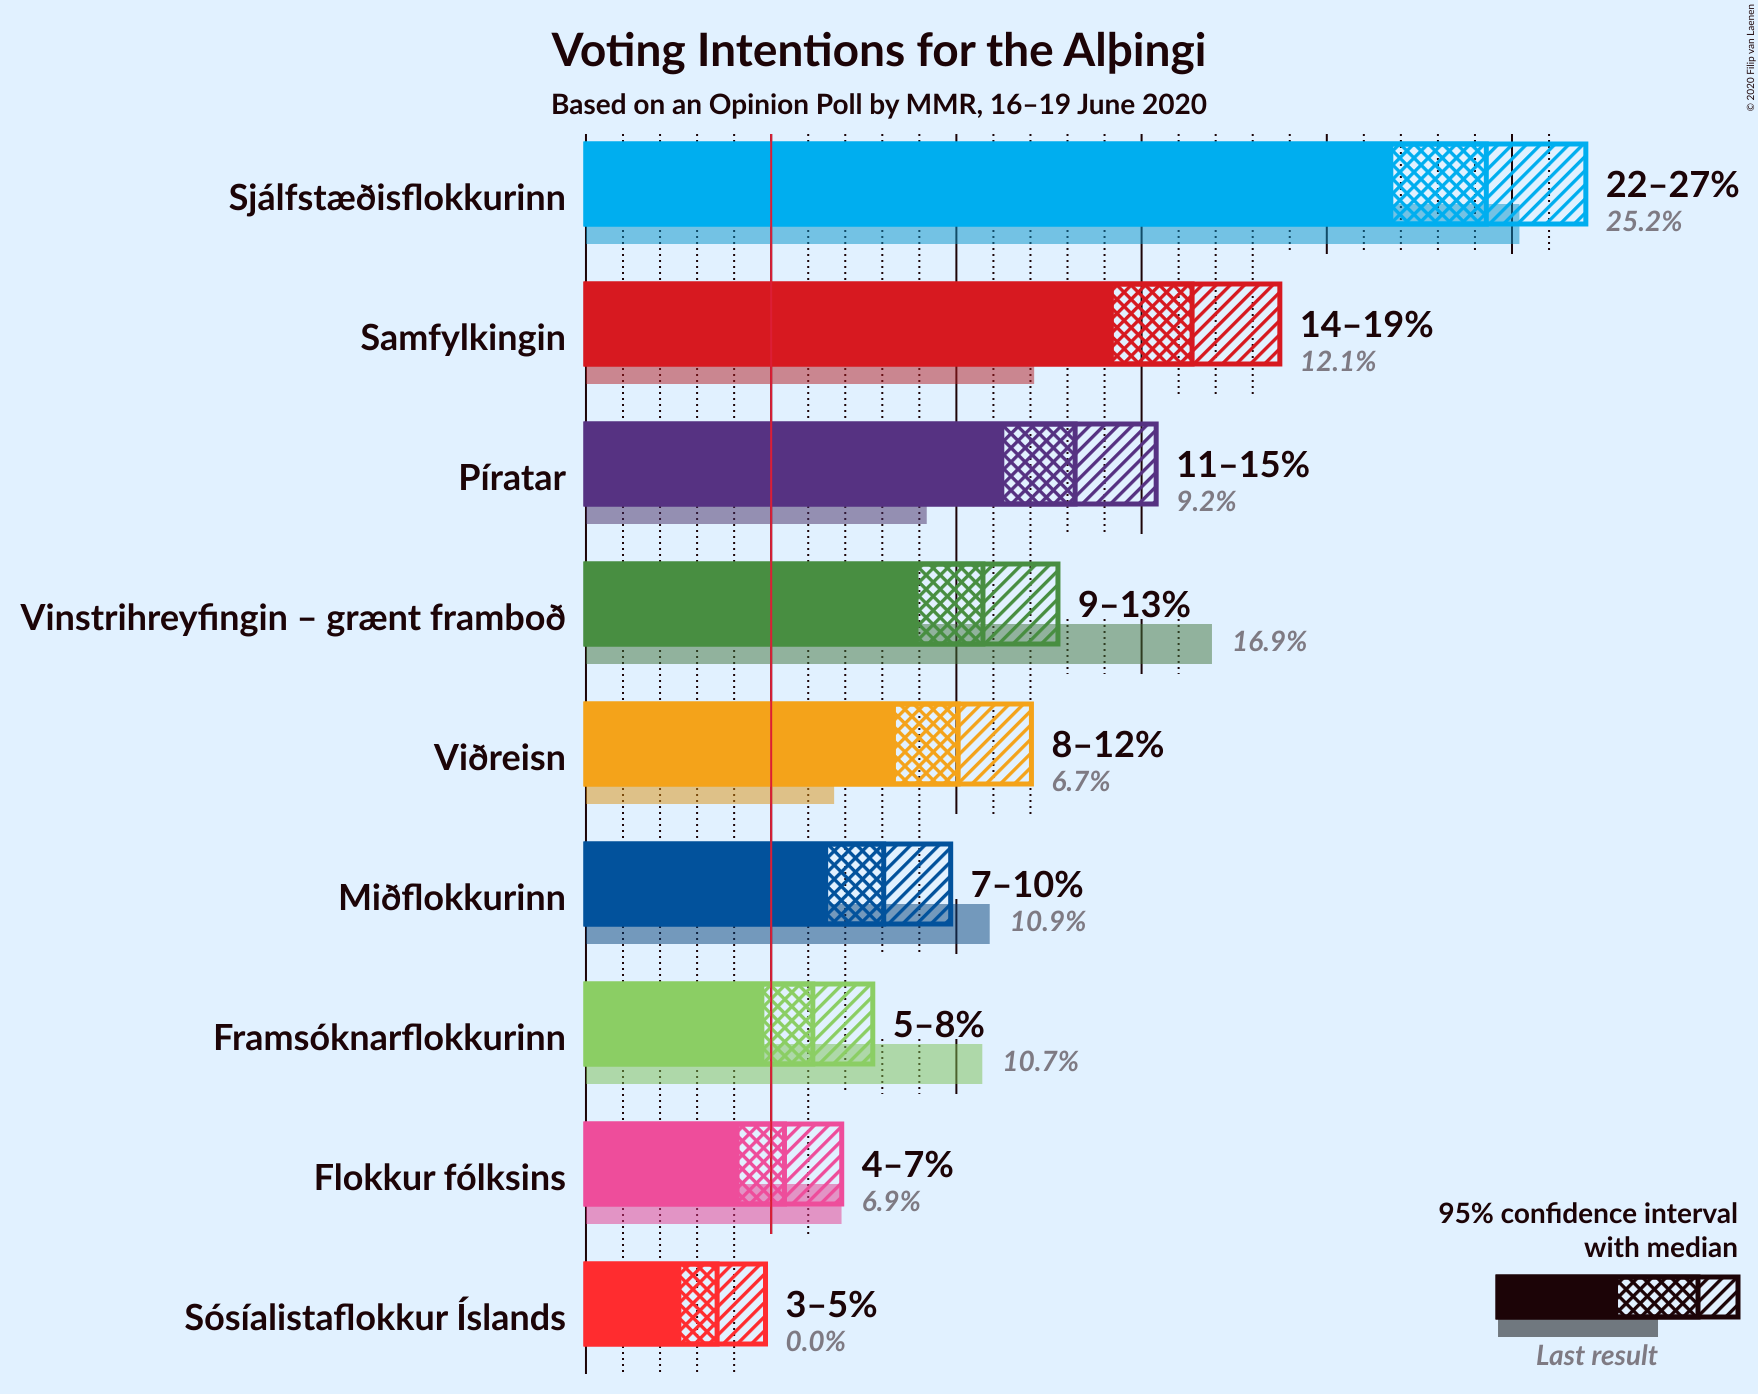 Voting Intentions for the Alþingi
Based on an Opinion Poll by MMR, 16–19 June 2020
© 2020 Filip van Laenen
Sjálfstæðisflokkurinn
22–27%
25.2%
Samfylkingin
14–19%
12.1%
Píratar
11–15%
9.2%
Vinstrihreyfingin – grænt framboð
9–13%
16.9%
Viðreisn
8–12%
6.7%
Miðflokkurinn
7–10%
10.9%
Framsóknarflokkurinn
5–8%
10.7%
Flokkur fólksins
4–7%
6.9%
Sósíalistaflokkur Íslands
3–5%
0.0%
95% confidence interval
with median
Last result